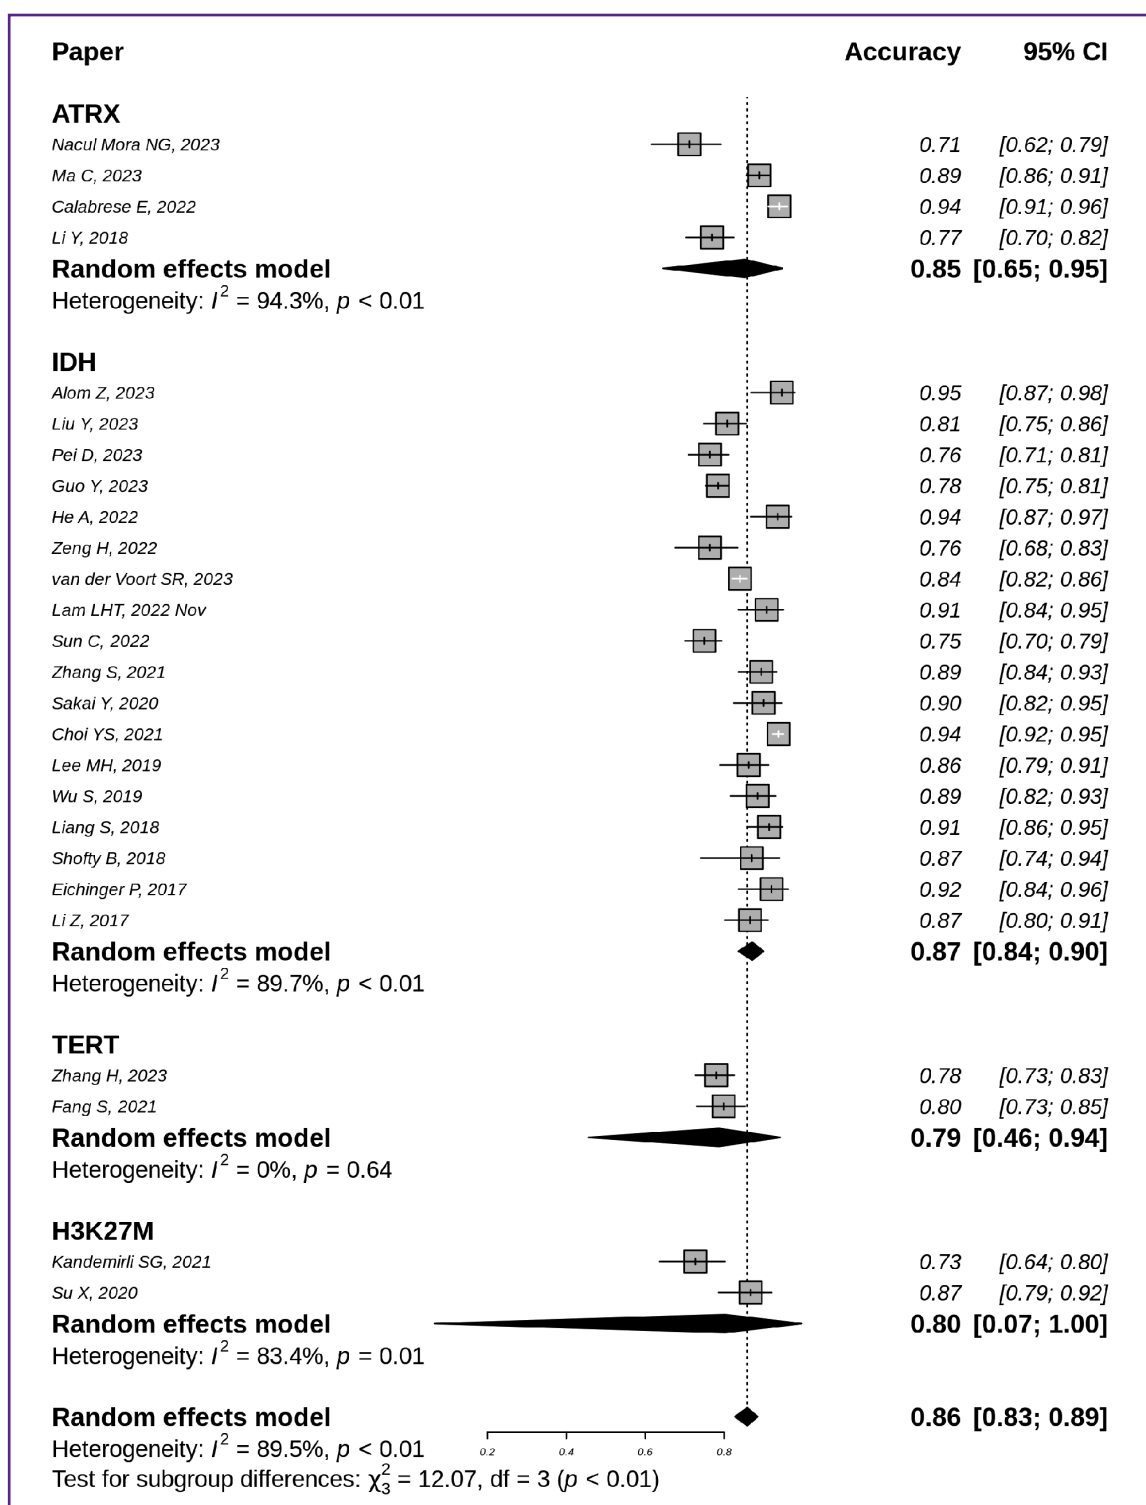 Paper Accuracy 95% CI
ATRX
Nacul Mora NG, 2023 0.71 [0.62; 0.79]
Ma C, 2023 0.89 [0.86; 0.91]
Calabrese E, 2022 0.94 [0.91; 0.96]
Li Y, 2018 0.77 [0.70; 0.82]
Random effects model 0.85 [0.65; 0.95]
Heterogeneity: I² = 94.3%, p < 0.01
IDH
Alom Z, 2023 0.95 [0.87; 0.98]
Liu Y, 2023 0.81 [0.75; 0.86]
Pei D, 2023 0.76 [0.71; 0.81]
Guo Y, 2023 0.78 [0.75; 0.81]
He A, 2022 0.94 [0.87; 0.97]
Zeng H, 2022 0.76 [0.68; 0.83]
van der Voort SR, 2023 0.84 [0.82; 0.86]
Lam LHT, 2022 Nov 0.91 [0.84; 0.95]
Sun C, 2022 0.75 [0.70; 0.79]
Zhang S, 2021 0.89 [0.84; 0.93]
Sakai Y, 2020 0.90 [0.82; 0.95]
Choi YS, 2021 0.94 [0.92; 0.95]
Lee MH, 2019 0.86 [0.79; 0.91]
Wu S, 2019 0.89 [0.82; 0.93]
Liang S, 2018 0.91 [0.86; 0.95]
Shofty B, 2018 0.87 [0.74; 0.94]
Eichinger P, 2017 0.92 [0.84; 0.96]
Li Z, 2017 0.87 [0.80; 0.91]
Random effects model 0.87 [0.84; 0.90]
Heterogeneity: I² = 89.7%, p < 0.01
TERT
Zhang H, 2023 0.78 [0.73; 0.83]
Fang S, 2021 0.80 [0.73; 0.85]
Random effects model 0.79 [0.46; 0.94]
Heterogeneity: I² = 0%, p = 0.64
H3K27M
Kandemirli SG, 2021 0.73 [0.64; 0.80]
Su X, 2020 0.87 [0.79; 0.92]
Random effects model 0.80 [0.07; 1.00]
Heterogeneity: I² = 83.4%, p = 0.01
Random effects model 0.86 [0.83; 0.89]
Heterogeneity: I² = 89.5%, p < 0.01 0.2 0.4 0.6 0.8
Test for subgroup differences: χ²₃ = 12.07, df = 3 (p < 0.01)